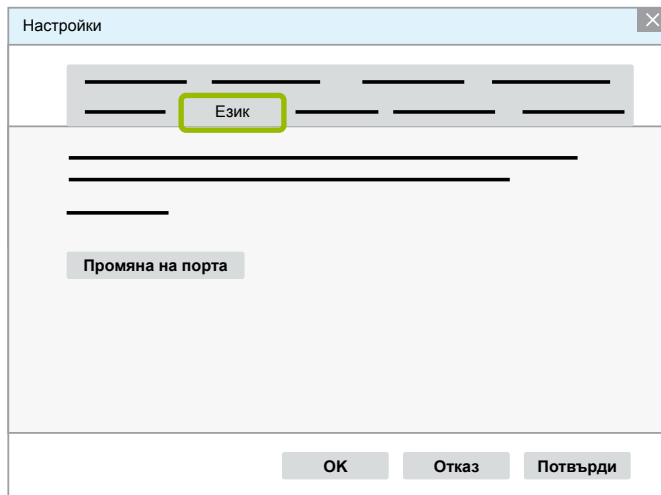 Настройки
Език
Промяна на порта
OK
Отказ
Потвърди